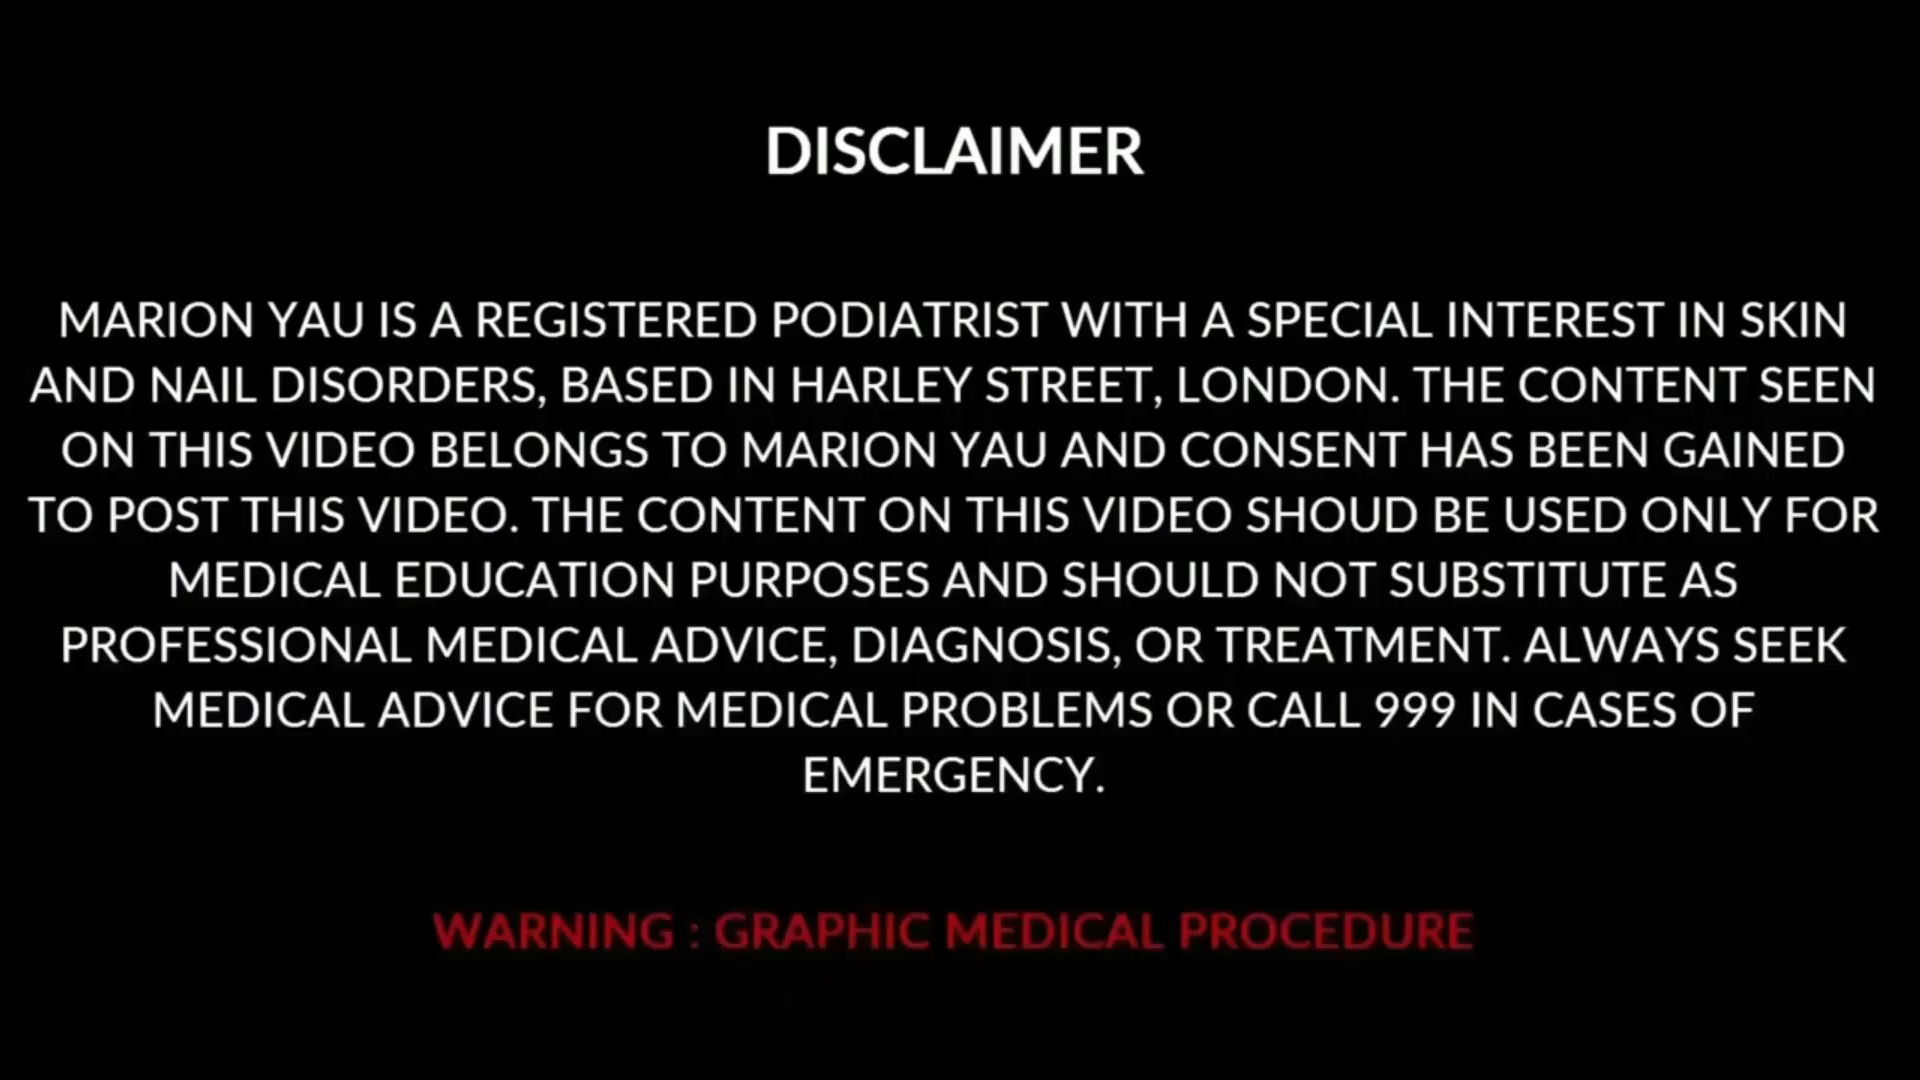 DISCLAIMER
MARION YAU IS A REGISTERED PODIATRIST WITH A SPECIAL INTEREST IN SKIN
AND NAIL DISORDERS, BASED IN HARLEY STREET, LONDON. THE CONTENT SEEN
ON THIS VIDEO BELONGS TO MARION YAU AND CONSENT HAS BEEN GAINED
TO POST THIS VIDEO. THE CONTENT ON THIS VIDEO SHOUD BE USED ONLY FOR
MEDICAL EDUCATION PURPOSES AND SHOULD NOT SUBSTITUTE AS
PROFESSIONAL MEDICAL ADVICE, DIAGNOSIS, OR TREATMENT. ALWAYS SEEK
MEDICAL ADVICE FOR MEDICAL PROBLEMS OR CALL 999 IN CASES OF
EMERGENCY.
WARNING : GRAPHIC MEDICAL PROCEDURE